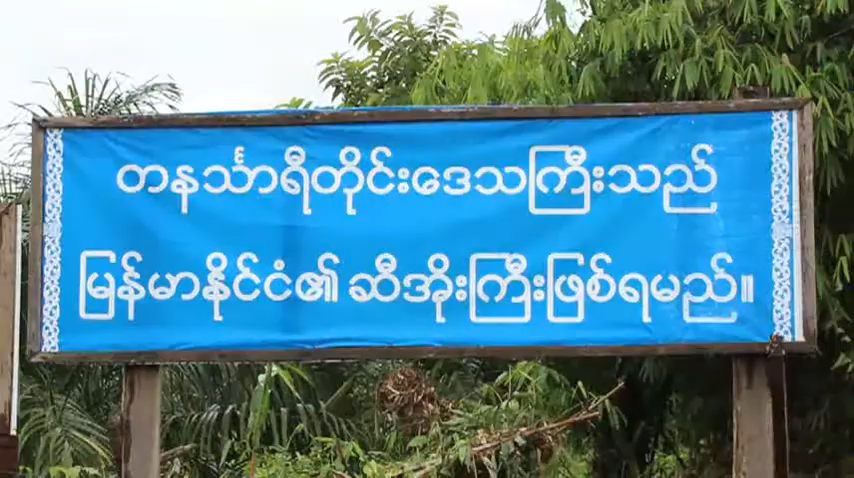 တနင်္သာရီတိုင်းဒေသကြီးသည်
မြန်မာနိုင်ငံ၏ ဆီအိုးကြီးဖြစ်ရမည်။